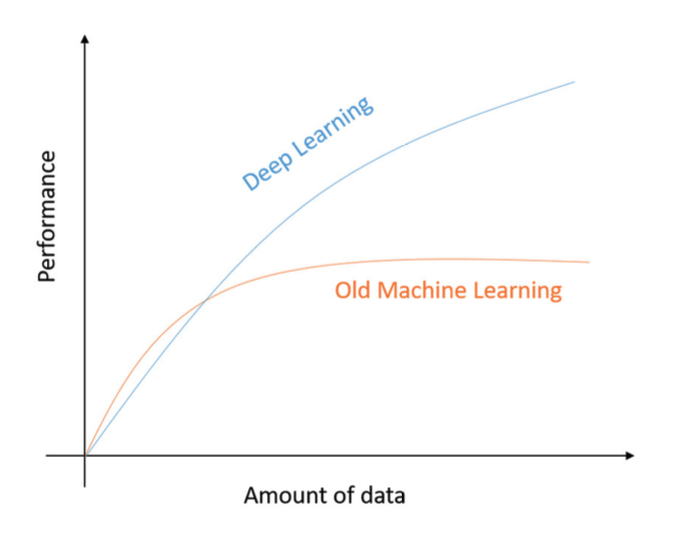 Deep Learning
Performance
Old Machine Learning
Amount of data